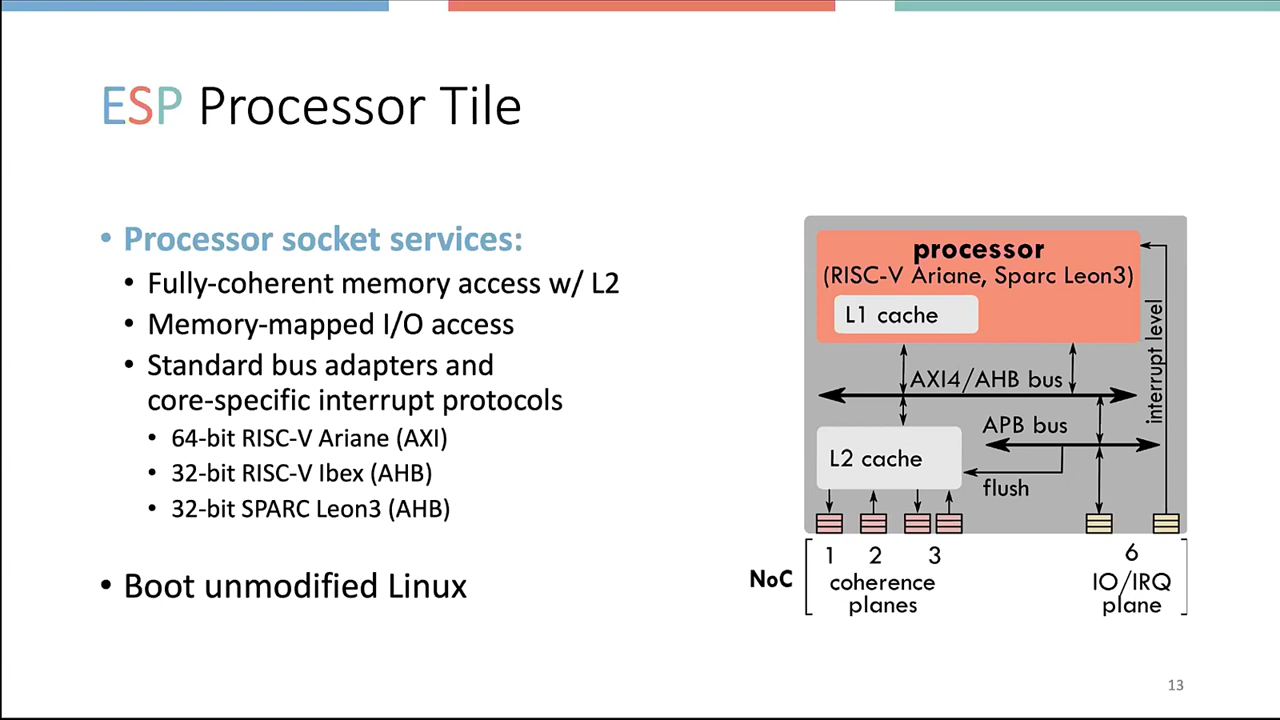 ESP Processor Tile
• Processor socket services:
• Fully-coherent memory access w/ L2
• Memory-mapped I/O access
• Standard bus adapters and
core-specific interrupt protocols
• 64-bit RISC-V Ariane (AXI)
• 32-bit RISC-V Ibex (AHB)
• 32-bit SPARC Leon3 (AHB)
• Boot unmodified Linux
processor
(RISC-V Ariane, Sparc Leon3)
L1 cache
interrupt level
AXI4/AHB bus
APB bus
L2 cache
flush
1 2 3 6
NoC
coherence
planes
IO/IRQ
plane
13